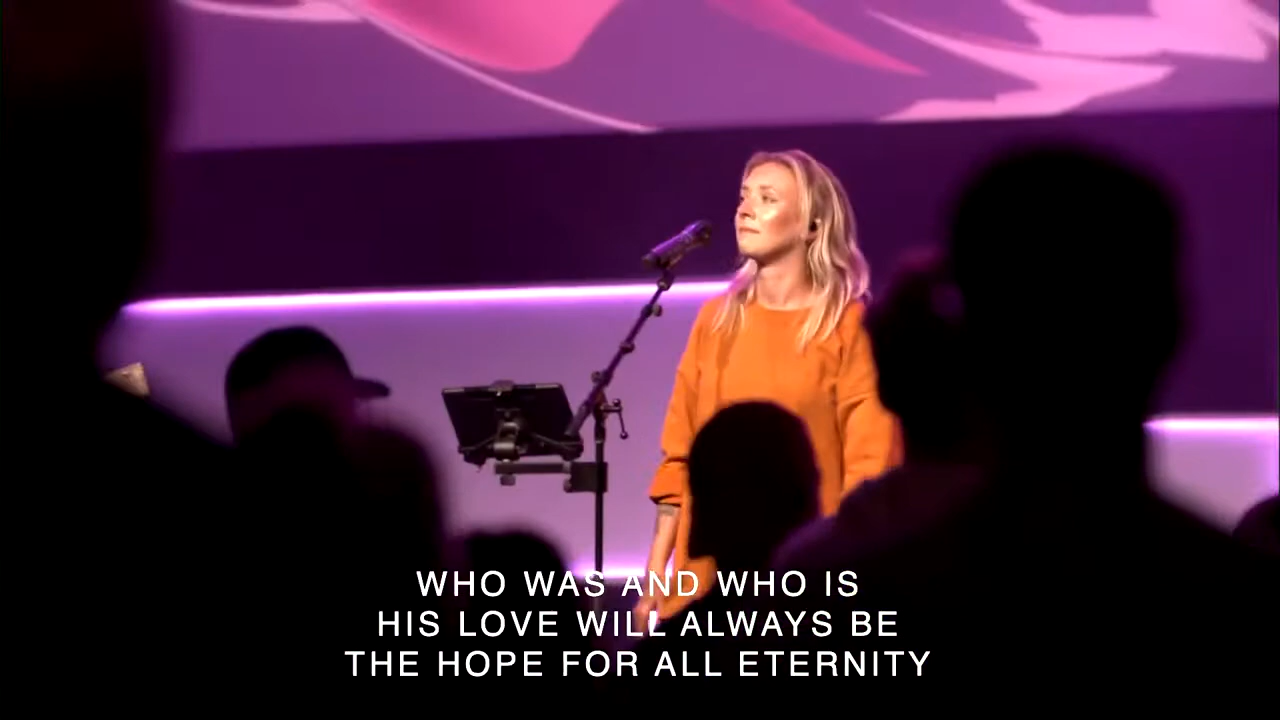 WHO WAS AND WHO IS
HIS LOVE WILL ALWAYS BE
THE HOPE FOR ALL ETERNITY